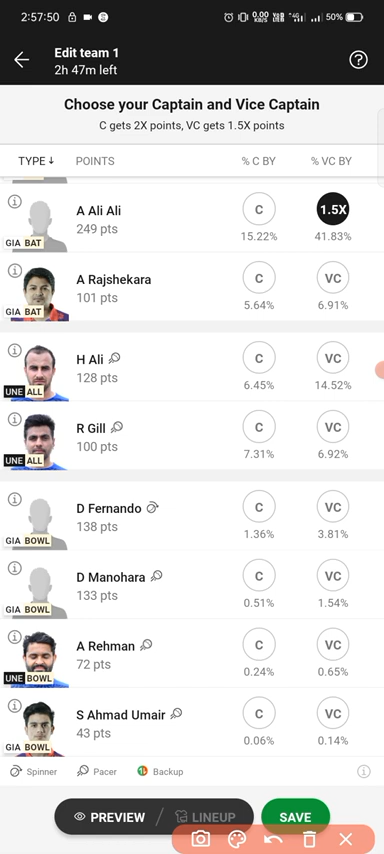 2:57:50
0.00 KB/S
4G
50%
Edit team 1
2h 47m left
Choose your Captain and Vice Captain
C gets 2X points, VC gets 1.5X points
TYPE↓ POINTS % C BY % VC BY
A Ali Ali C 1.5X
249 pts
GIA BAT 15.22% 41.83%
A Rajshekara C VC
101 pts
GIA BAT 5.64% 6.91%
H Ali C VC
128 pts
UNE ALL 6.45% 14.52%
R Gill C VC
100 pts
UNE ALL 7.31% 6.92%
D Fernando C VC
138 pts
GIA BOWL 1.36% 3.81%
D Manohara C VC
133 pts
GIA BOWL 0.51% 1.54%
A Rehman C VC
72 pts
UNE BOWL 0.24% 0.65%
S Ahmad Umair C VC
43 pts
GIA BOWL 0.06% 0.14%
Spinner Pacer Backup
PREVIEW / LINEUP SAVE